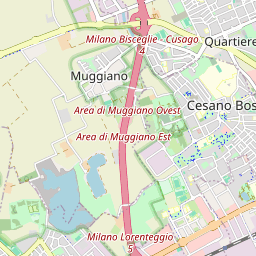 Milano Bisceglie - Cusago
4
Quartiere
Muggiano
Area di Muggiano Ovest
Cesano Bos
Area di Muggiano Est
Milano Lorenteggio
5